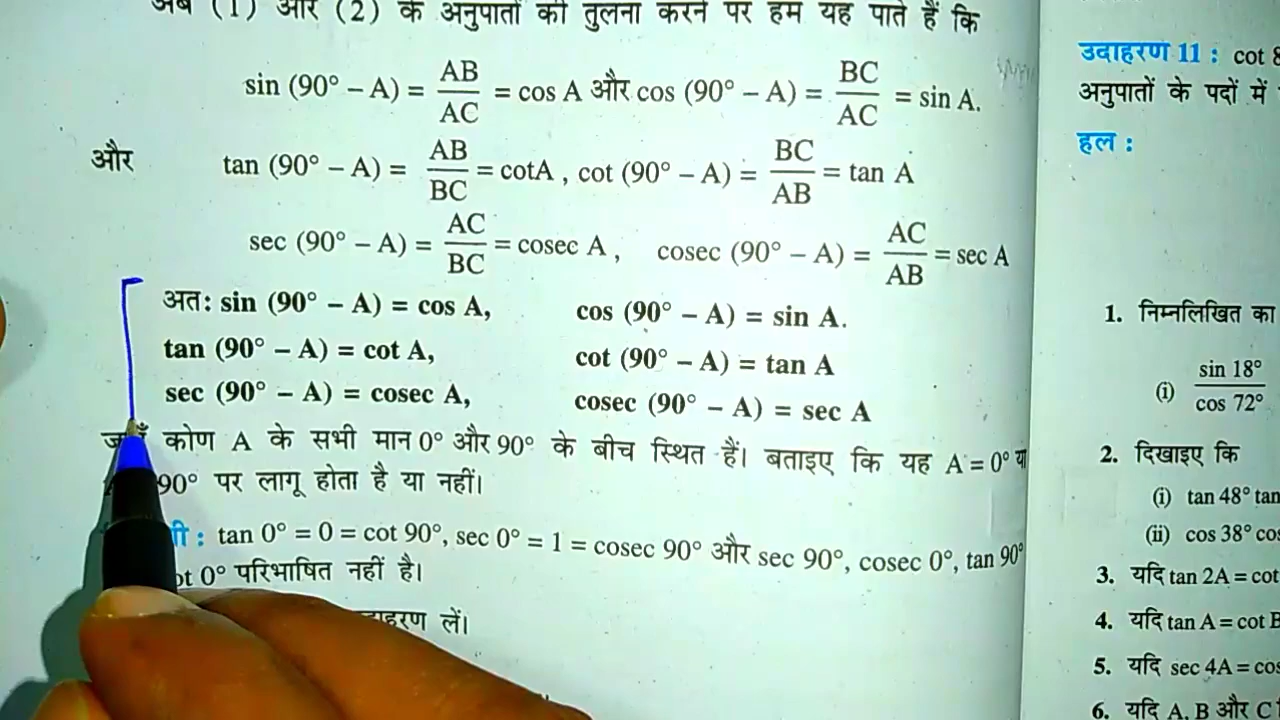 अब (1) और (2) के अनुपातों की तुलना करने पर हम यह पाते हैं कि
sin (90° – A) = AB/AC = cos A और cos (90° – A) = BC/AC = sin A.
और tan (90° – A) = AB/BC = cotA , cot (90° – A) = BC/AB = tan A
sec (90° – A) = AC/BC = cosec A , cosec (90° – A) = AC/AB = sec A
अत: sin (90° – A) = cos A, cos (90° – A) = sin A.
tan (90° – A) = cot A, cot (90° – A) = tan A
sec (90° – A) = cosec A, cosec (90° – A) = sec A
कोण A के सभी मान 0° और 90° के बीच स्थित हैं। बताइए कि यह A = 0° या
90° पर लागू होता है या नहीं।
: tan 0° = 0 = cot 90°, sec 0° = 1 = cosec 90° और sec 90°, cosec 0°, tan 90°
0° परिभाषित नहीं है।
लें।
उदाहरण 11 : cot
अनुपातों के पदों में
हल :
1. निम्नलिखित का
(i) sin 18°/cos 72°
2. दिखाइए कि
(i) tan 48° tan
(ii) cos 38°
3. यदि tan 2A = cot
4. यदि tan A = cot B
5. यदि sec 4A =
6. यदि A, B और C